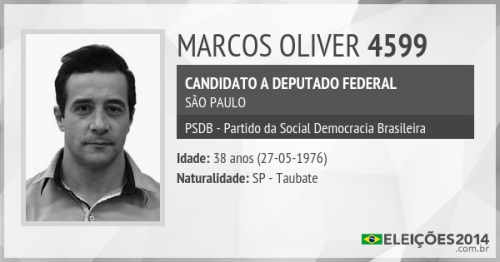 MARCOS OLIVER 4599
CANDIDATO A DEPUTADO FEDERAL
SÃO PAULO
PSDB - Partido da Social Democracia Brasileira
Idade: 38 anos (27-05-1976)
Naturalidade: SP - Taubate
ELEIÇÕES2014
.com.br